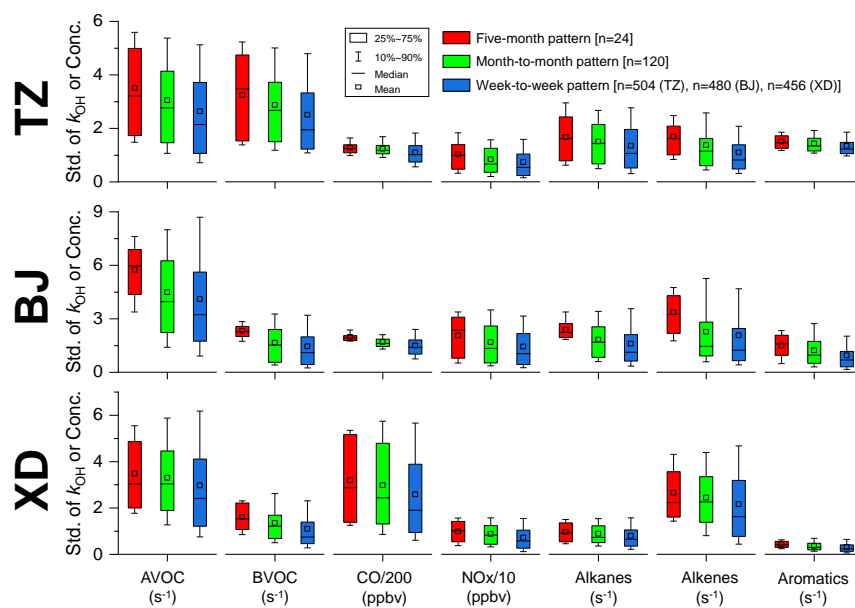 25%~75%
10%~90%
Median
Mean
Five-month pattern [n=24]
Month-to-month pattern [n=120]
Week-to-week pattern [n=504 (TZ), n=480 (BJ), n=456 (XD)]
TZ
Std. of kOH or Conc.
6
4
2
0
BJ
Std. of kOH or Conc.
9
6
3
0
XD
Std. of kOH or Conc.
6
4
2
0
AVOC BVOC CO/200 NOx/10 Alkanes Alkenes Aromatics
(s⁻¹) (s⁻¹) (ppbv) (ppbv) (s⁻¹) (s⁻¹) (s⁻¹)